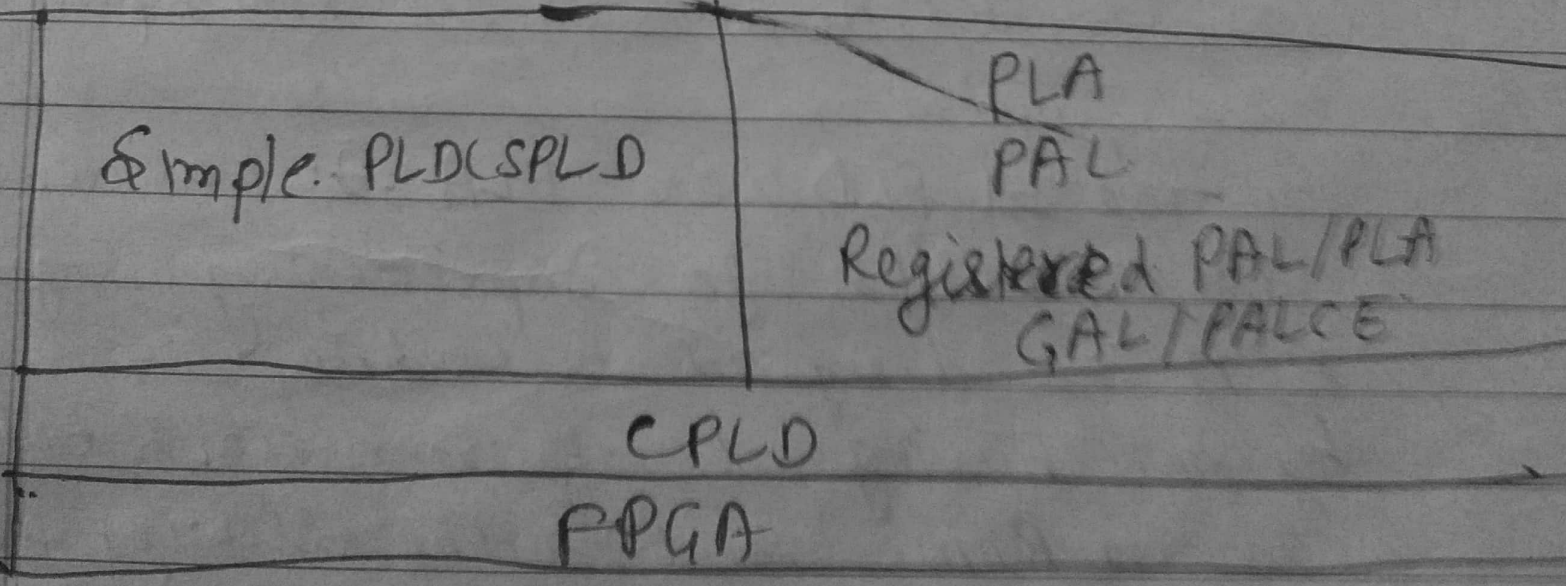 PLA
Simple. PLD(SPLD
PAL
Registered PAL/PLA
GAL/PALCE
CPLD
FPGA